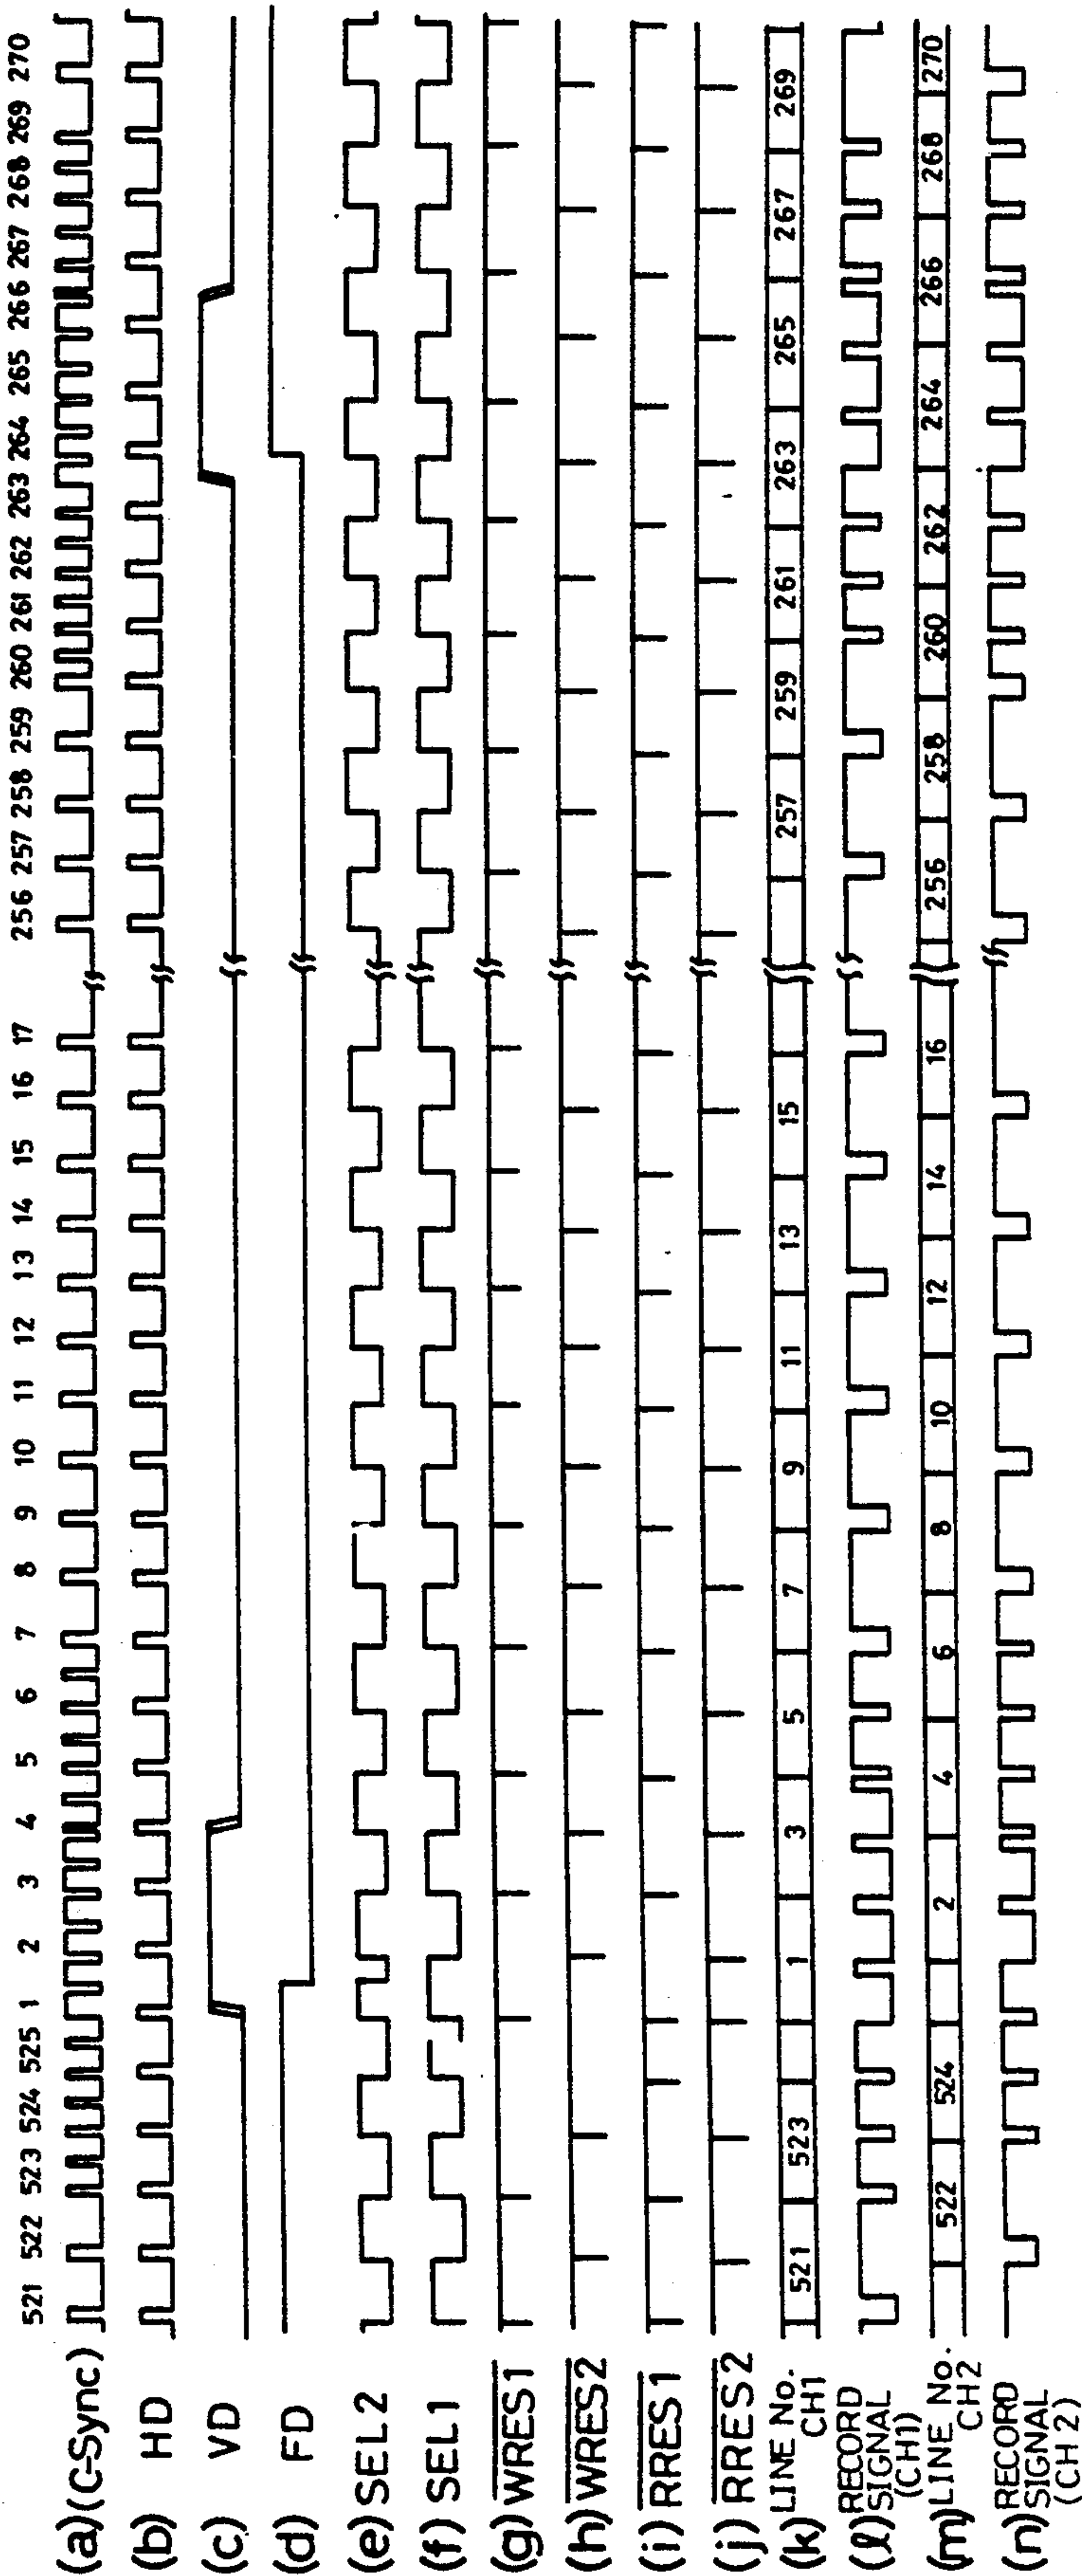 521 522 523 524 525 1 2 3 4 5 6 7 8 9 10 11 12 13 14 15 16 17 256 257 258 259 260 261 262 263 264 265 266 267 268 269 270
(a)(C-Sync)
(b) HD
(c) VD
(d) FD
(e) SEL2
(f) SEL1
(g) WRES1
(h) WRES2
(i) RRES1
(j) RRES2
(k) LINE No.
CH1
521 523 1 3 5 7 9 11 13 15 257 259 261 263 265 267 269
(ℓ) RECORD
SIGNAL
(CH1)
(m) LINE No.
CH2
522 524 2 4 6 8 10 12 14 16 256 258 260 262 264 266 268 270
(n) RECORD
SIGNAL
(CH2)